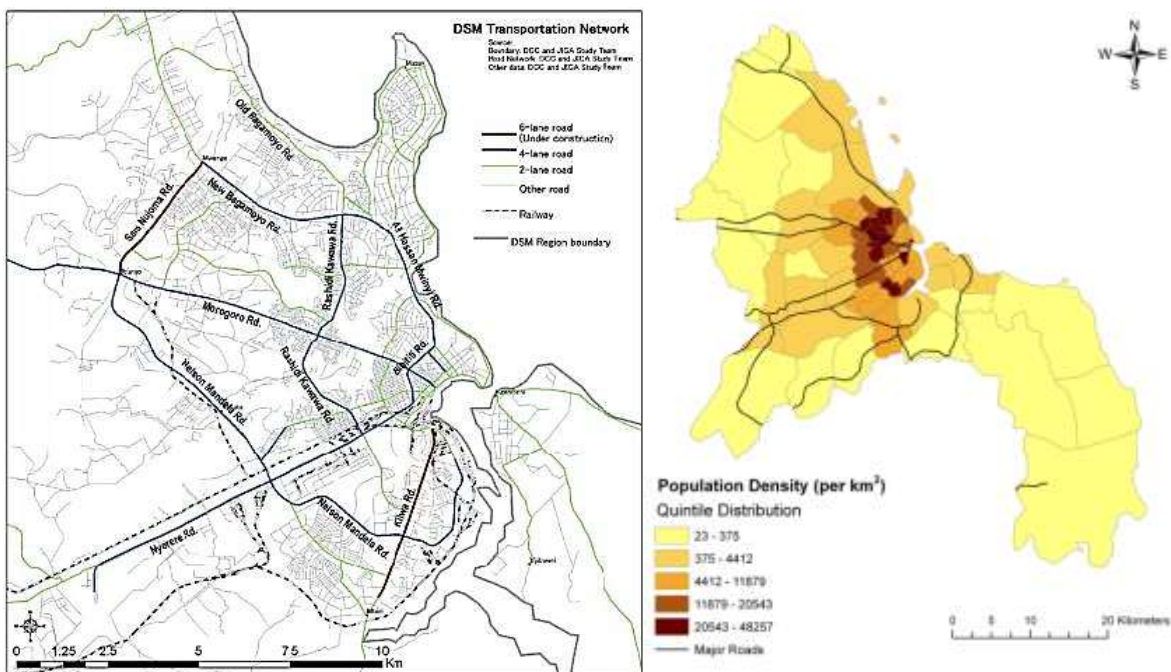 DSM Transportation Network
Source:
Boundary: DCC and JICA Study Team
Road Network: DCC and JICA Study Team
Other data: DCC and JICA Study Team
6-lane road
(Under construction)
4-lane road
2-lane road
Other road
Railway
DSM Region boundary
Old Bagamoyo Rd.
Mwenge
New Bagamoyo Rd.
Sam Nujoma Rd.
Ali Hassan Mwinyi Rd.
Rashidi Kawawa Rd.
Morogoro Rd.
Bibi Titi Rd.
Rashidi Kawawa Rd.
Nelson Mandela Rd.
Kilwa Rd.
Nelson Mandela Rd.
Nyerere Rd.
0 1.25 2.5 5 7.5 10
Km
N
W E
S
Population Density (per km²)
Quintile Distribution
23 - 375
375 - 4412
4412 - 11879
11879 - 20543
20543 - 48257
Major Roads
0 5 10 20 Kilometers